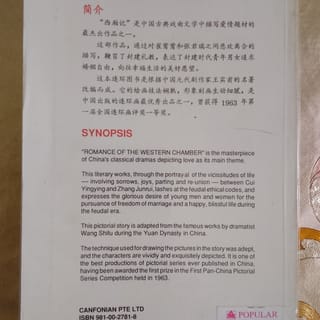 简介
“西厢记”是中国古典戏曲文学中描写爱情题材的
最杰出作品之一。
这部作品，通过对崔莺莺和张君瑞之间悲欢离合的
描写，鞭笞了封建礼教，表达了封建时代青年男女追求
婚姻自由，向往幸福生活的美好愿望。
这本连环图书是根据中国元代剧作家王实甫的名著
改编而成。它的绘画技法娴熟，形象刻画生动细腻，是
中国出版的连环画最优秀作品之一，曾获得 1963 年第
一届全国连环画评奖一等奖。
SYNOPSIS
"ROMANCE OF THE WESTERN CHAMBER" is the masterpiece
of China's classical dramas depicting love as its main theme.
This literary works, through the portrayal of the vicissitudes of life
— involving sorrows, joys, parting and re-union — between Cui
Yingying and Zhang Junrui, lashes at the feudal ethical codes, and
expresses the glorious desire of young men and women for the
pursuance of freedom of marriage and a happy, blissful life during
the feudal era.
This pictorial story is adapted from the famous works by dramatist
Wang Shifu during the Yuan Dynasty in China.
The technique used for drawing the pictures in the story was adept,
and the characters are vividly and exquisitely depicted. It is one of
the best productions of pictorial series ever published in China,
having been awarded the first prize in the First Pan-China Pictorial
Series Competition held in 1963.
CANFONIAN PTE LTD
ISBN 981-00-2781-8
POPULAR